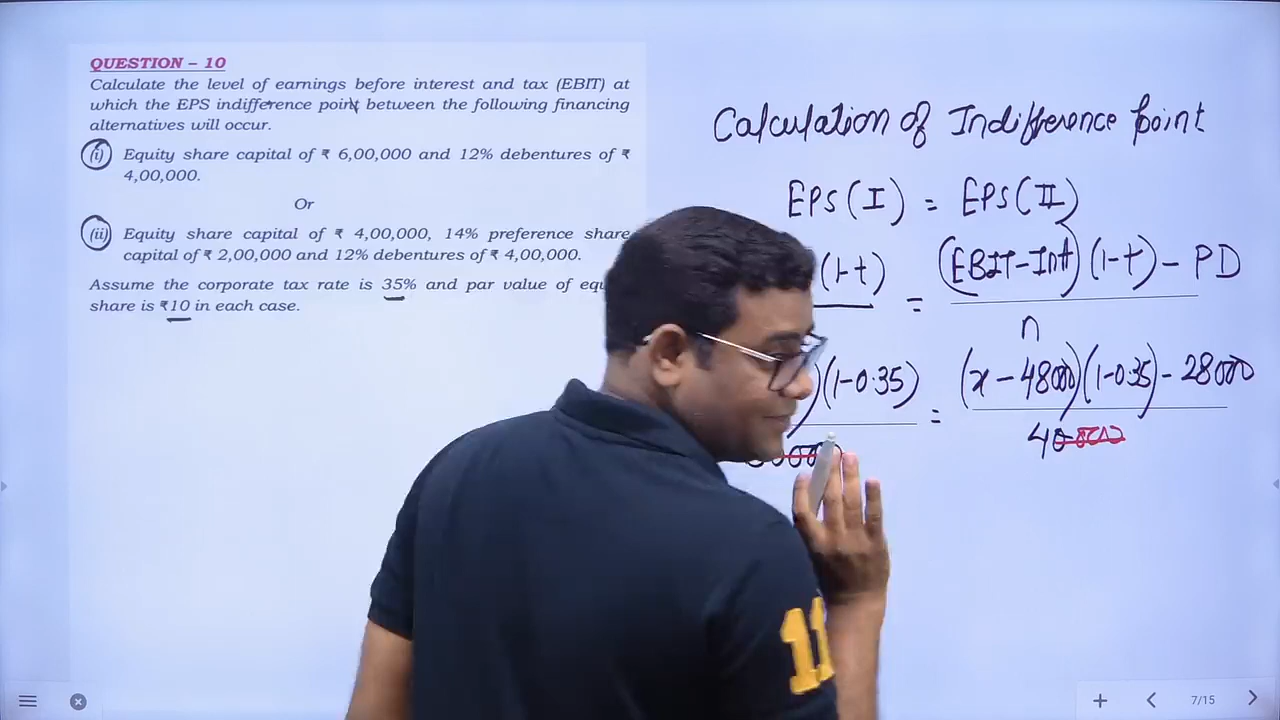 QUESTION – 10
Calculate the level of earnings before interest and tax (EBIT) at
which the EPS indifference point between the following financing
alternatives will occur.
(i) Equity share capital of ₹ 6,00,000 and 12% debentures of ₹
4,00,000.
Or
(ii) Equity share capital of ₹ 4,00,000, 14% preference share
capital of ₹ 2,00,000 and 12% debentures of ₹ 4,00,000.
Assume the corporate tax rate is 35% and par value of
share is ₹10 in each case.
Calculation of Indifference point
EPS(I) = EPS(II)
(1-t) = (EBIT-Int)(1-t) - PD
n
)(1-0.35) = (x - 48000)(1-0.35) - 28000
40000
11
7/15